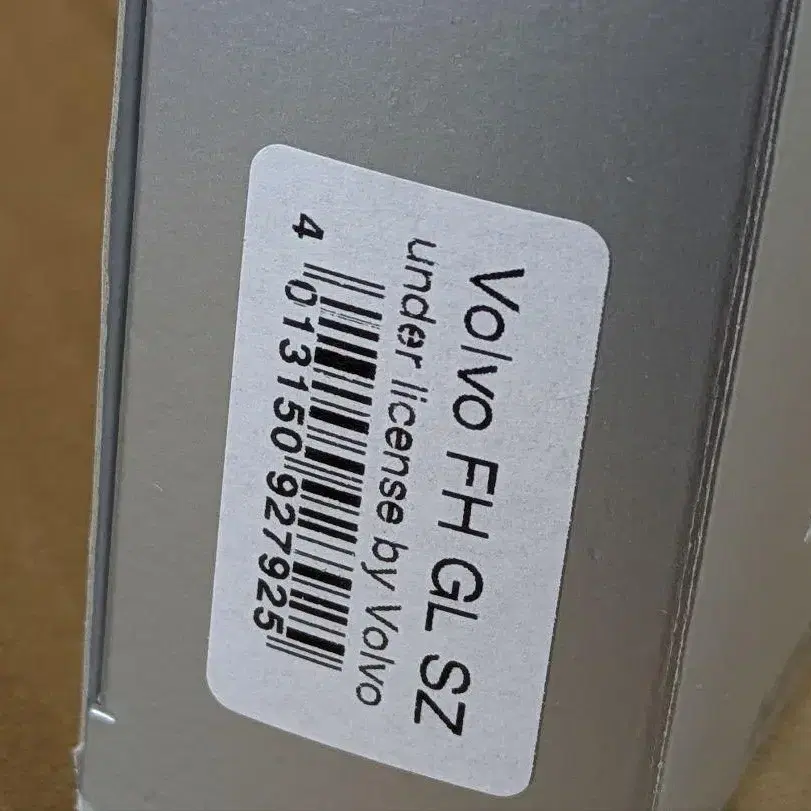 Volvo FH GL SZ
under license by Volvo
4 013150 927925